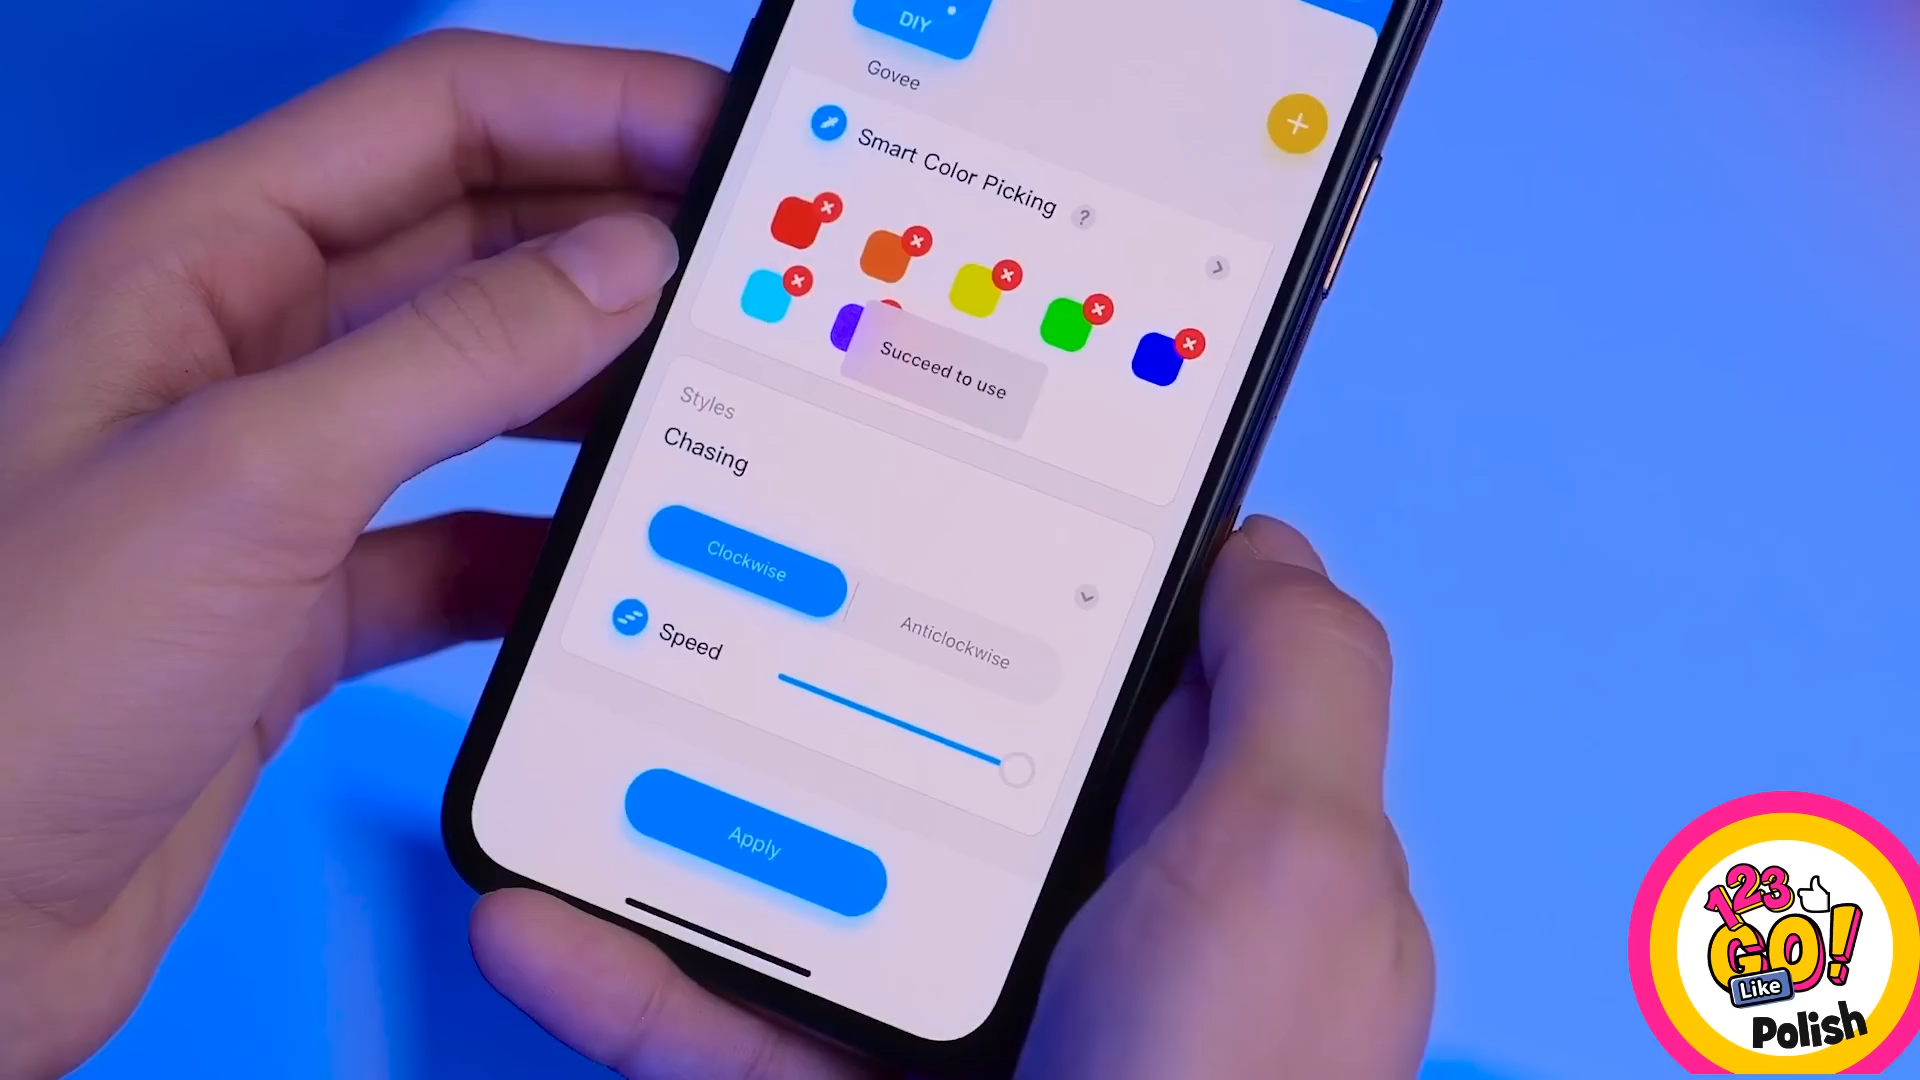 DIY
Govee
+
Smart Color Picking ?
Succeed to use
Styles
Chasing
Clockwise
Anticlockwise
Speed
Apply
123
GO!
Like
Polish